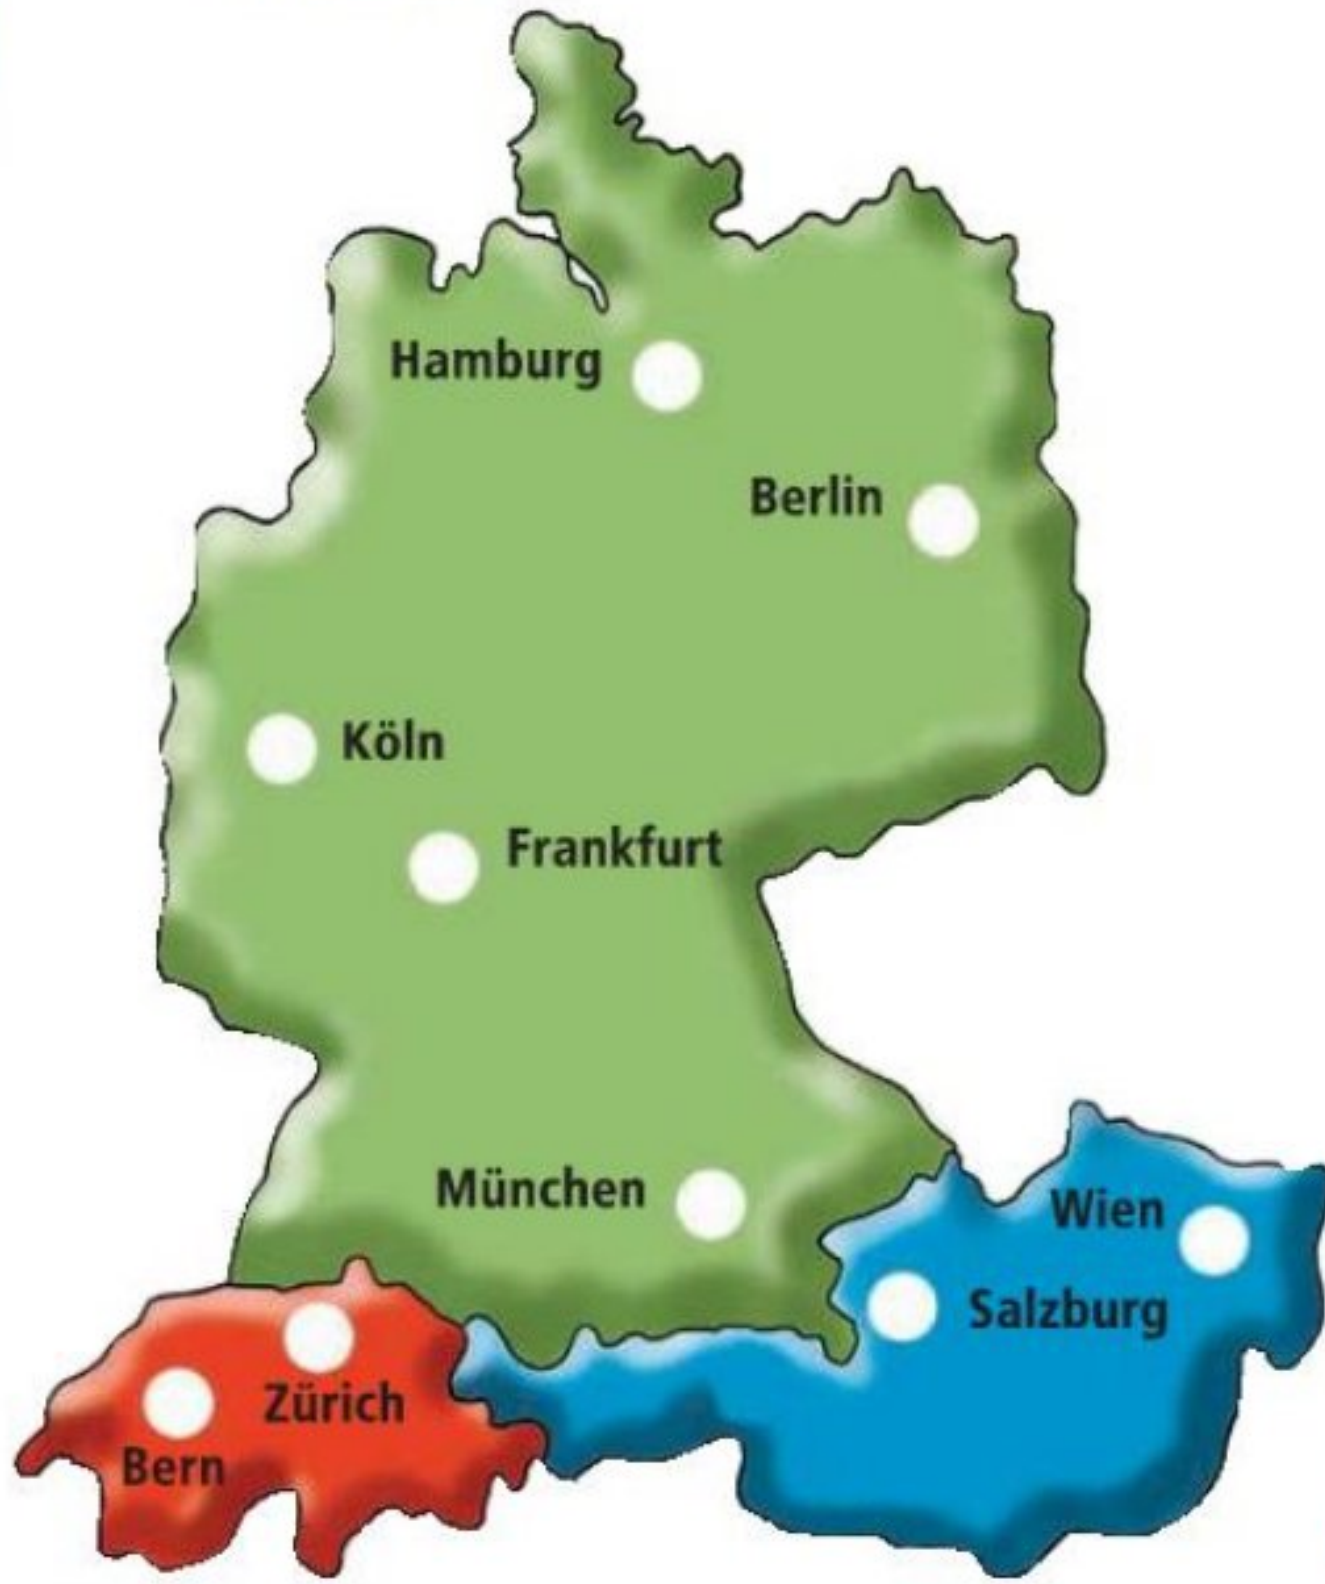 Hamburg
Berlin
Köln
Frankfurt
München
Wien
Salzburg
Zürich
Bern